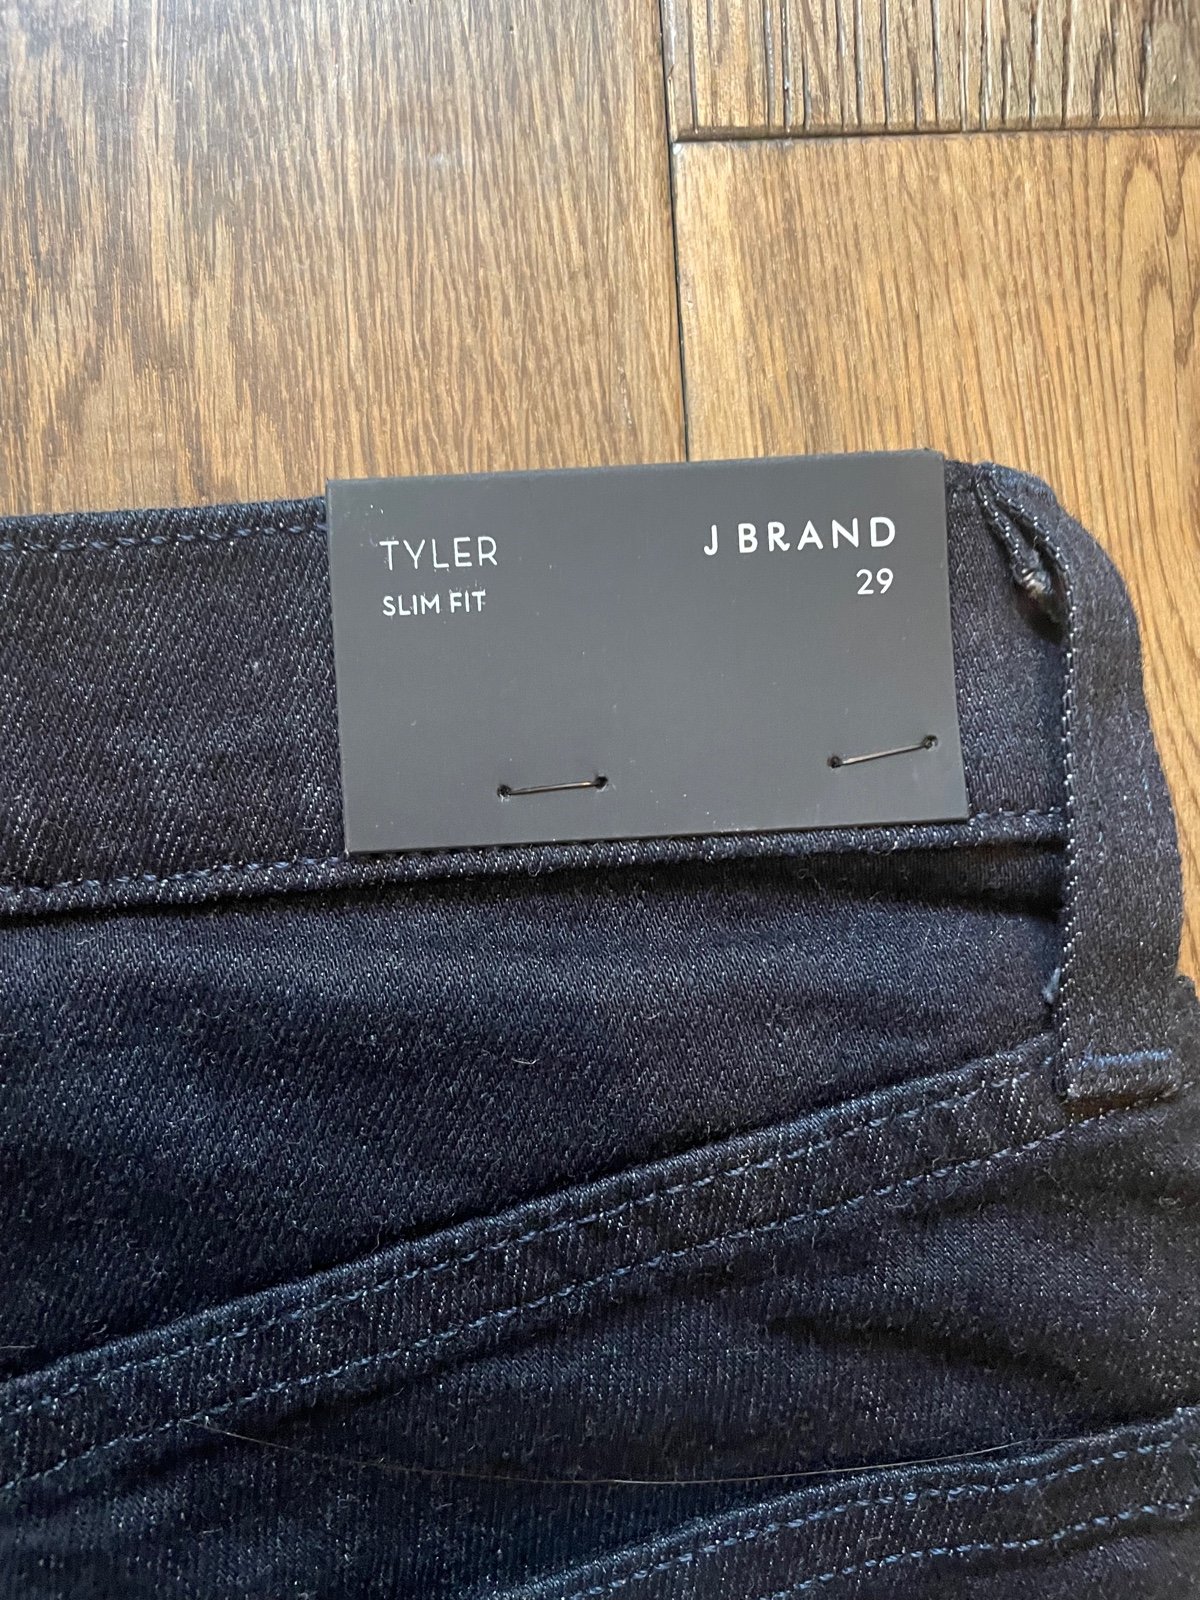 TYLER
SLIM FIT
J BRAND
29